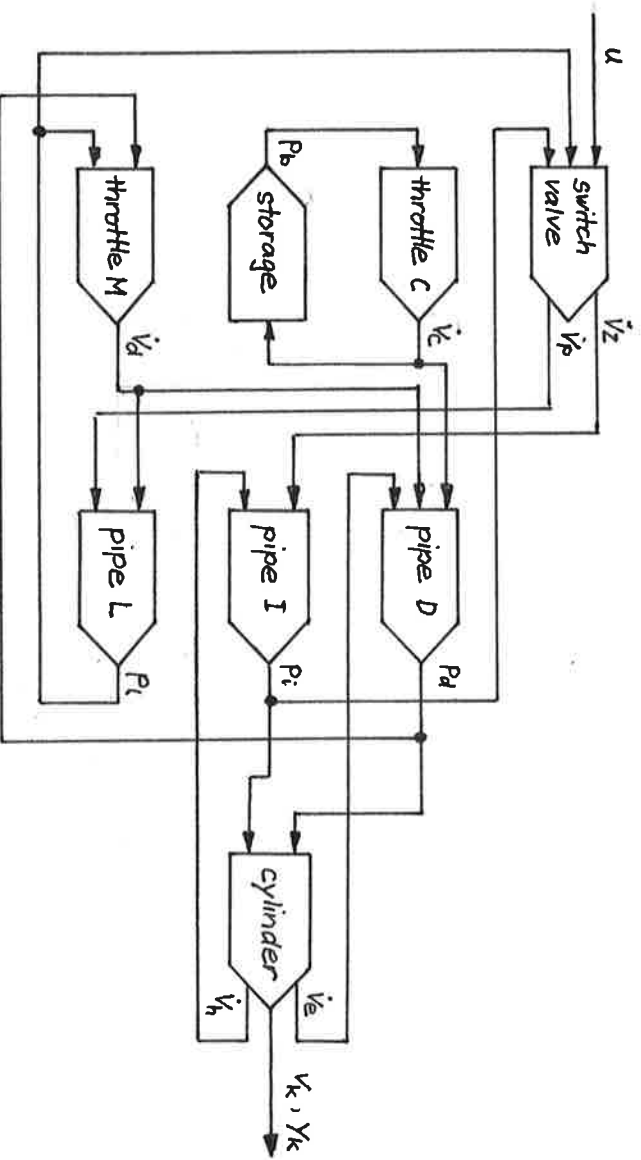 u
switch
valve
V̇z
V̇p
throttle C
V̇c
storage
Pb
throttle M
V̇d
pipe D
Pd
pipe I
Pi
pipe L
PL
cylinder
V̇e
V̇h
Vk, Yk